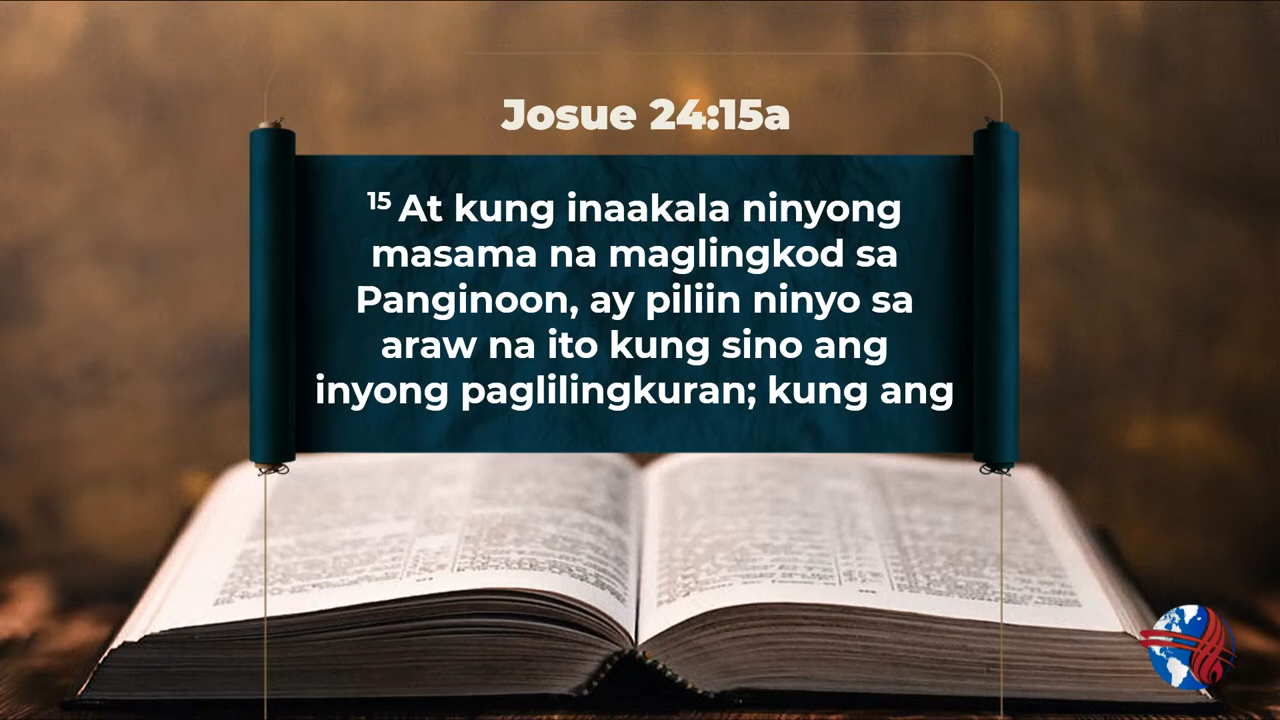 Josue 24:15a
15 At kung inaakala ninyong
masama na maglingkod sa
Panginoon, ay piliin ninyo sa
araw na ito kung sino ang
inyong paglilingkuran; kung ang